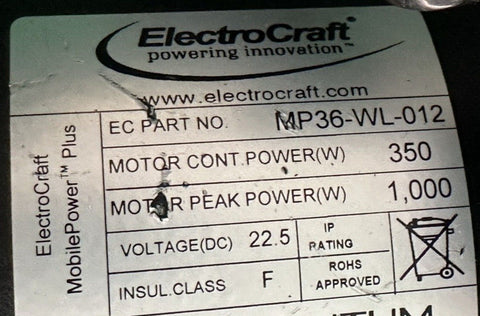 ElectroCraft
powering innovation™
www.electrocraft.com
ElectroCraft
MobilePower™ Plus
EC PART NO. MP36-WL-012
MOTOR CONT.POWER(W) 350
MOTOR PEAK POWER(W) 1,000
VOLTAGE(DC) 22.5
IP
RATING
INSUL.CLASS F
ROHS
APPROVED